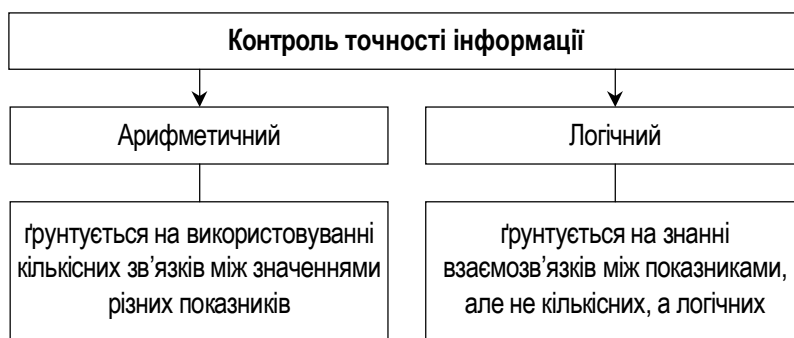 Контроль точності інформації
Арифметичний
Логічний
ґрунтується на використовуванні
кількісних зв’язків між значеннями
різних показників
ґрунтується на знанні
взаємозв’язків між показниками,
але не кількісних, а логічних